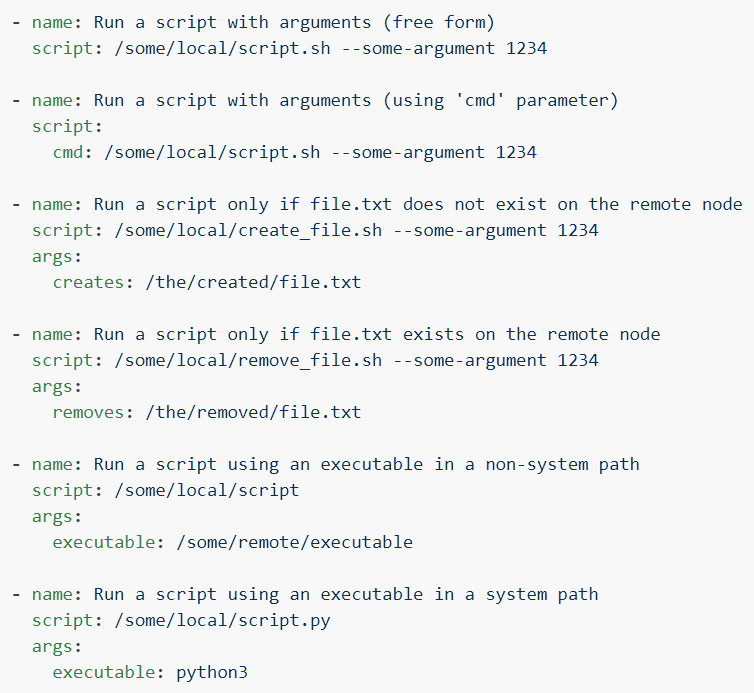 - name: Run a script with arguments (free form)
  script: /some/local/script.sh --some-argument 1234

- name: Run a script with arguments (using 'cmd' parameter)
  script:
    cmd: /some/local/script.sh --some-argument 1234

- name: Run a script only if file.txt does not exist on the remote node
  script: /some/local/create_file.sh --some-argument 1234
  args:
    creates: /the/created/file.txt

- name: Run a script only if file.txt exists on the remote node
  script: /some/local/remove_file.sh --some-argument 1234
  args:
    removes: /the/removed/file.txt

- name: Run a script using an executable in a non-system path
  script: /some/local/script
  args:
    executable: /some/remote/executable

- name: Run a script using an executable in a system path
  script: /some/local/script.py
  args:
    executable: python3